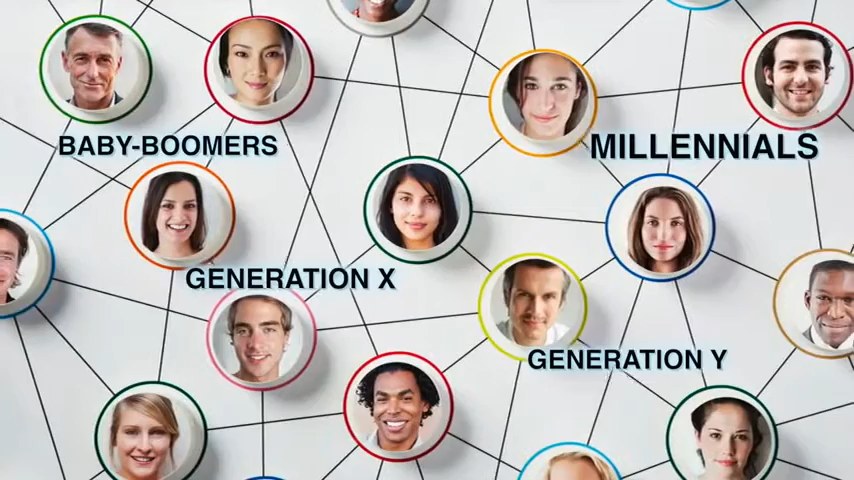 BABY-BOOMERS
MILLENNIALS
GENERATION X
GENERATION Y